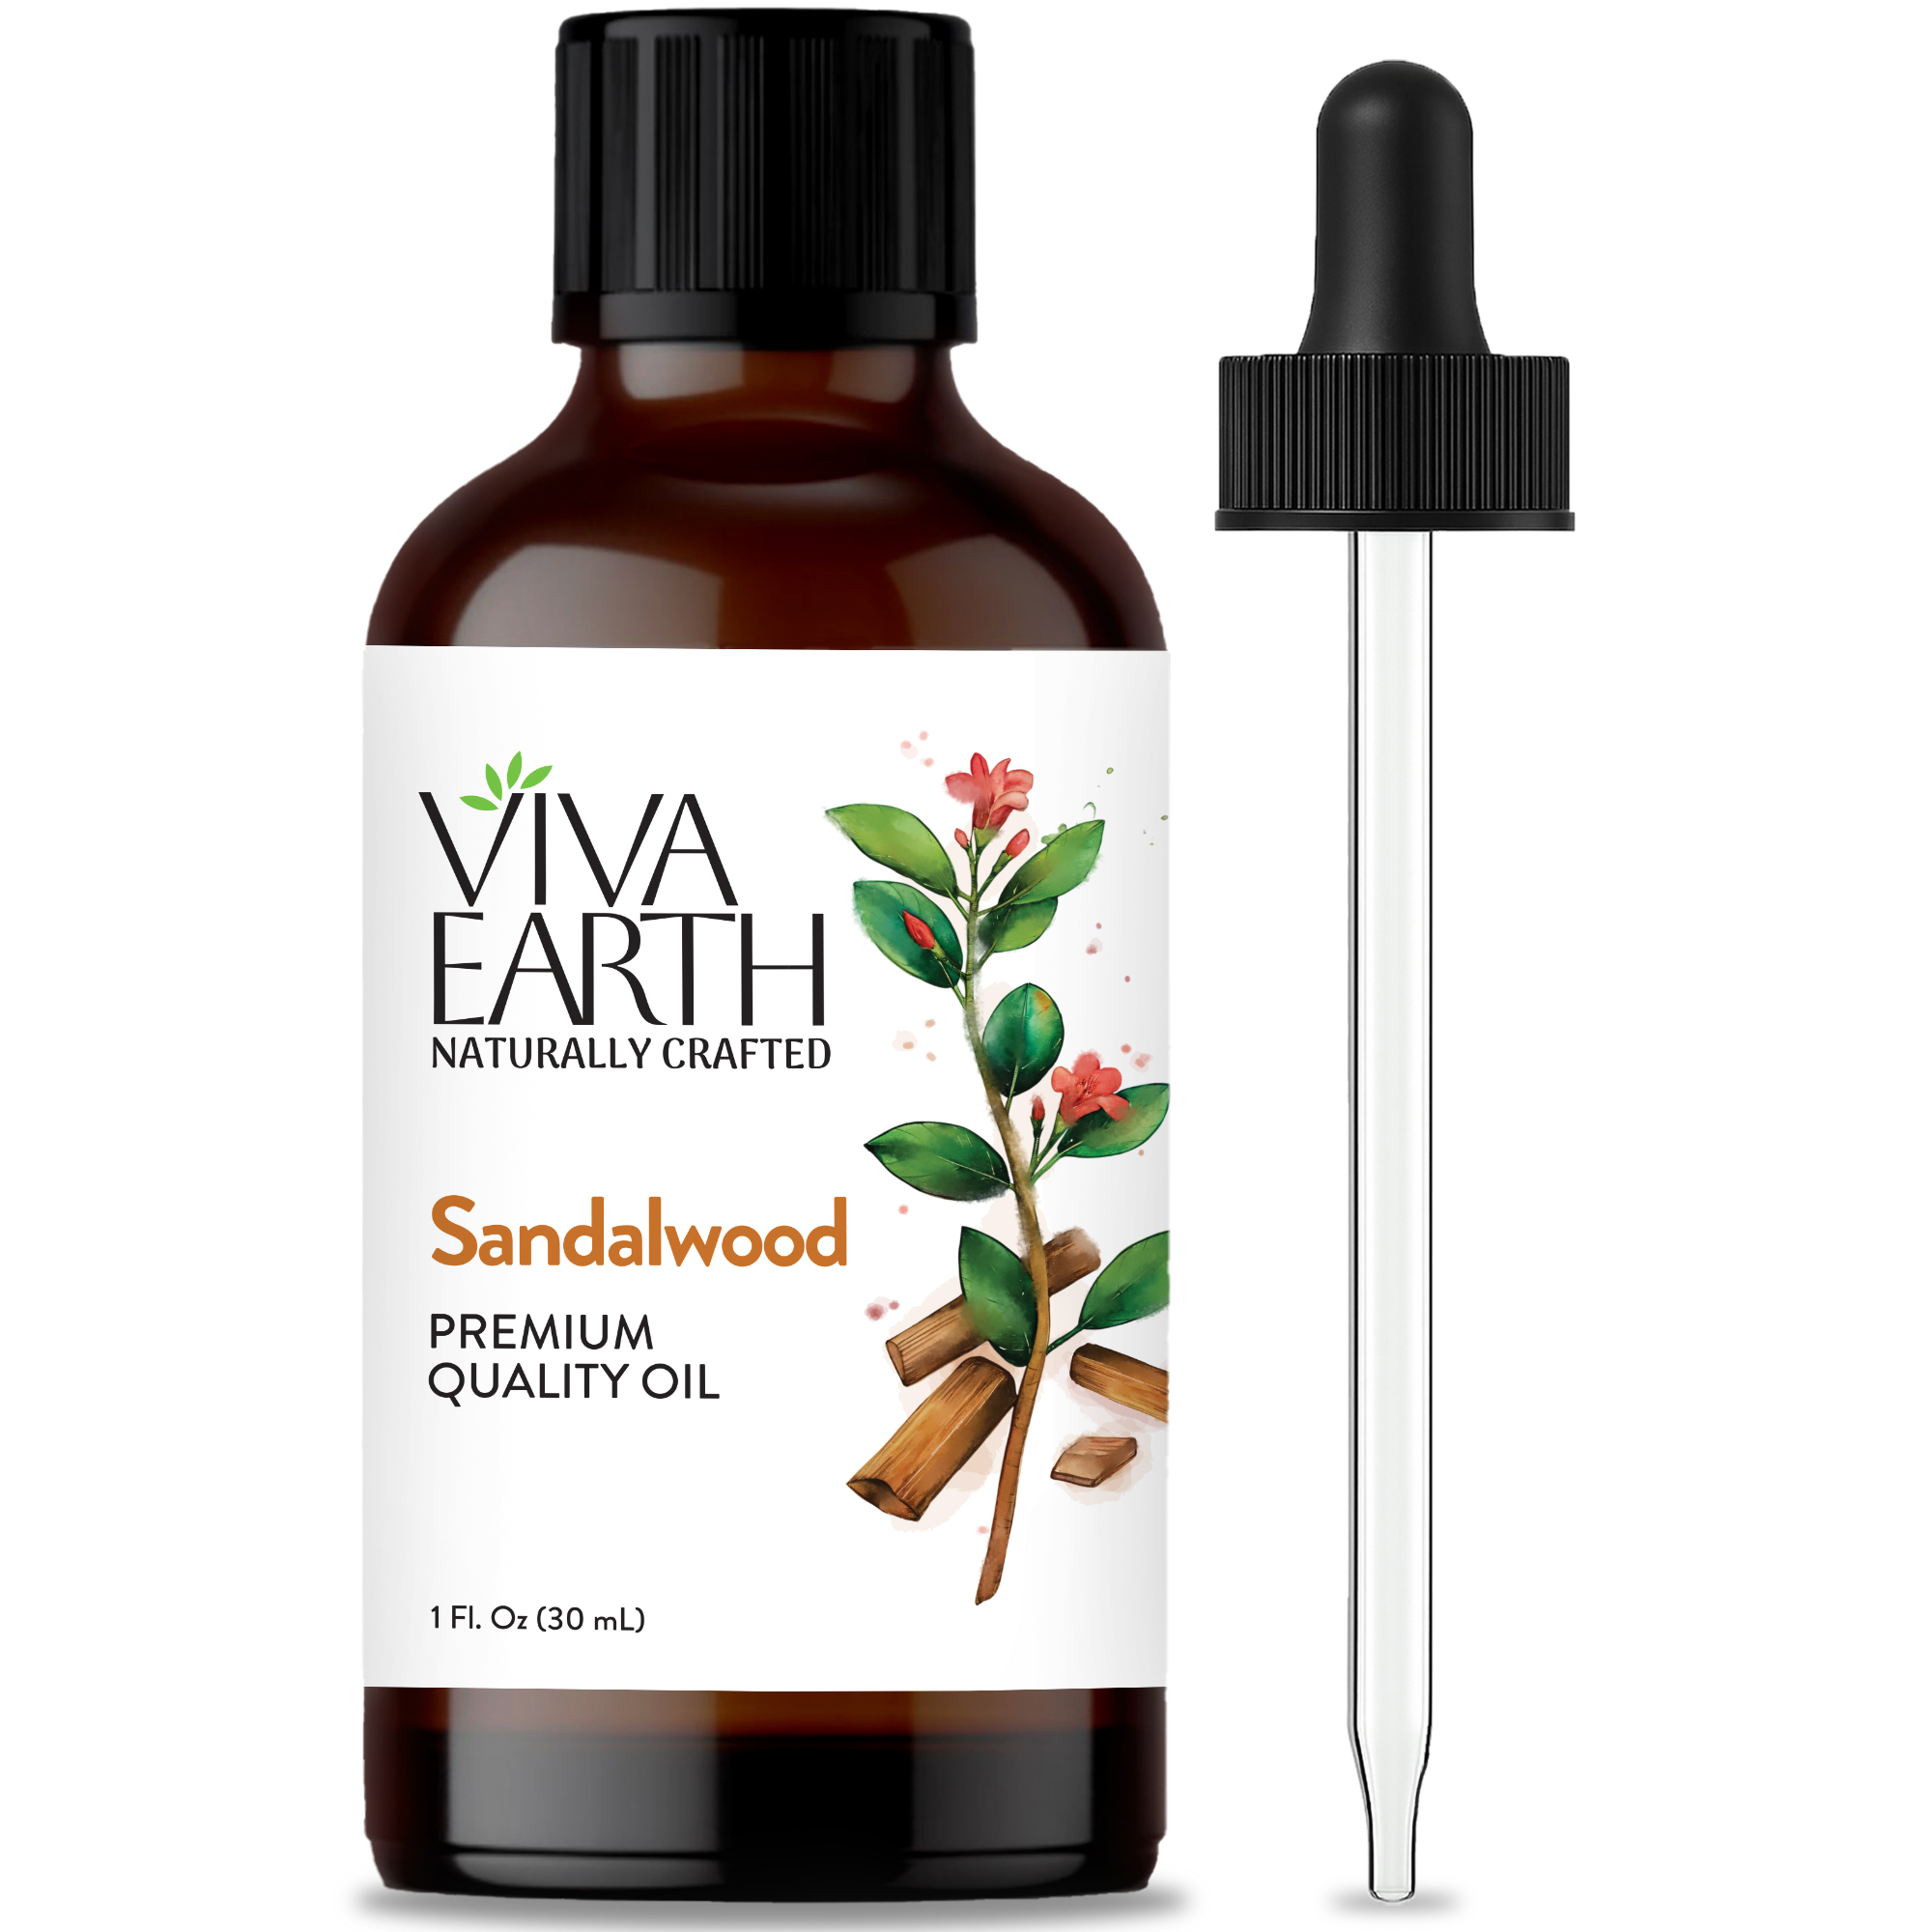 VIVA
EARTH
NATURALLY CRAFTED
Sandalwood
PREMIUM
QUALITY OIL
1 Fl. Oz (30 mL)